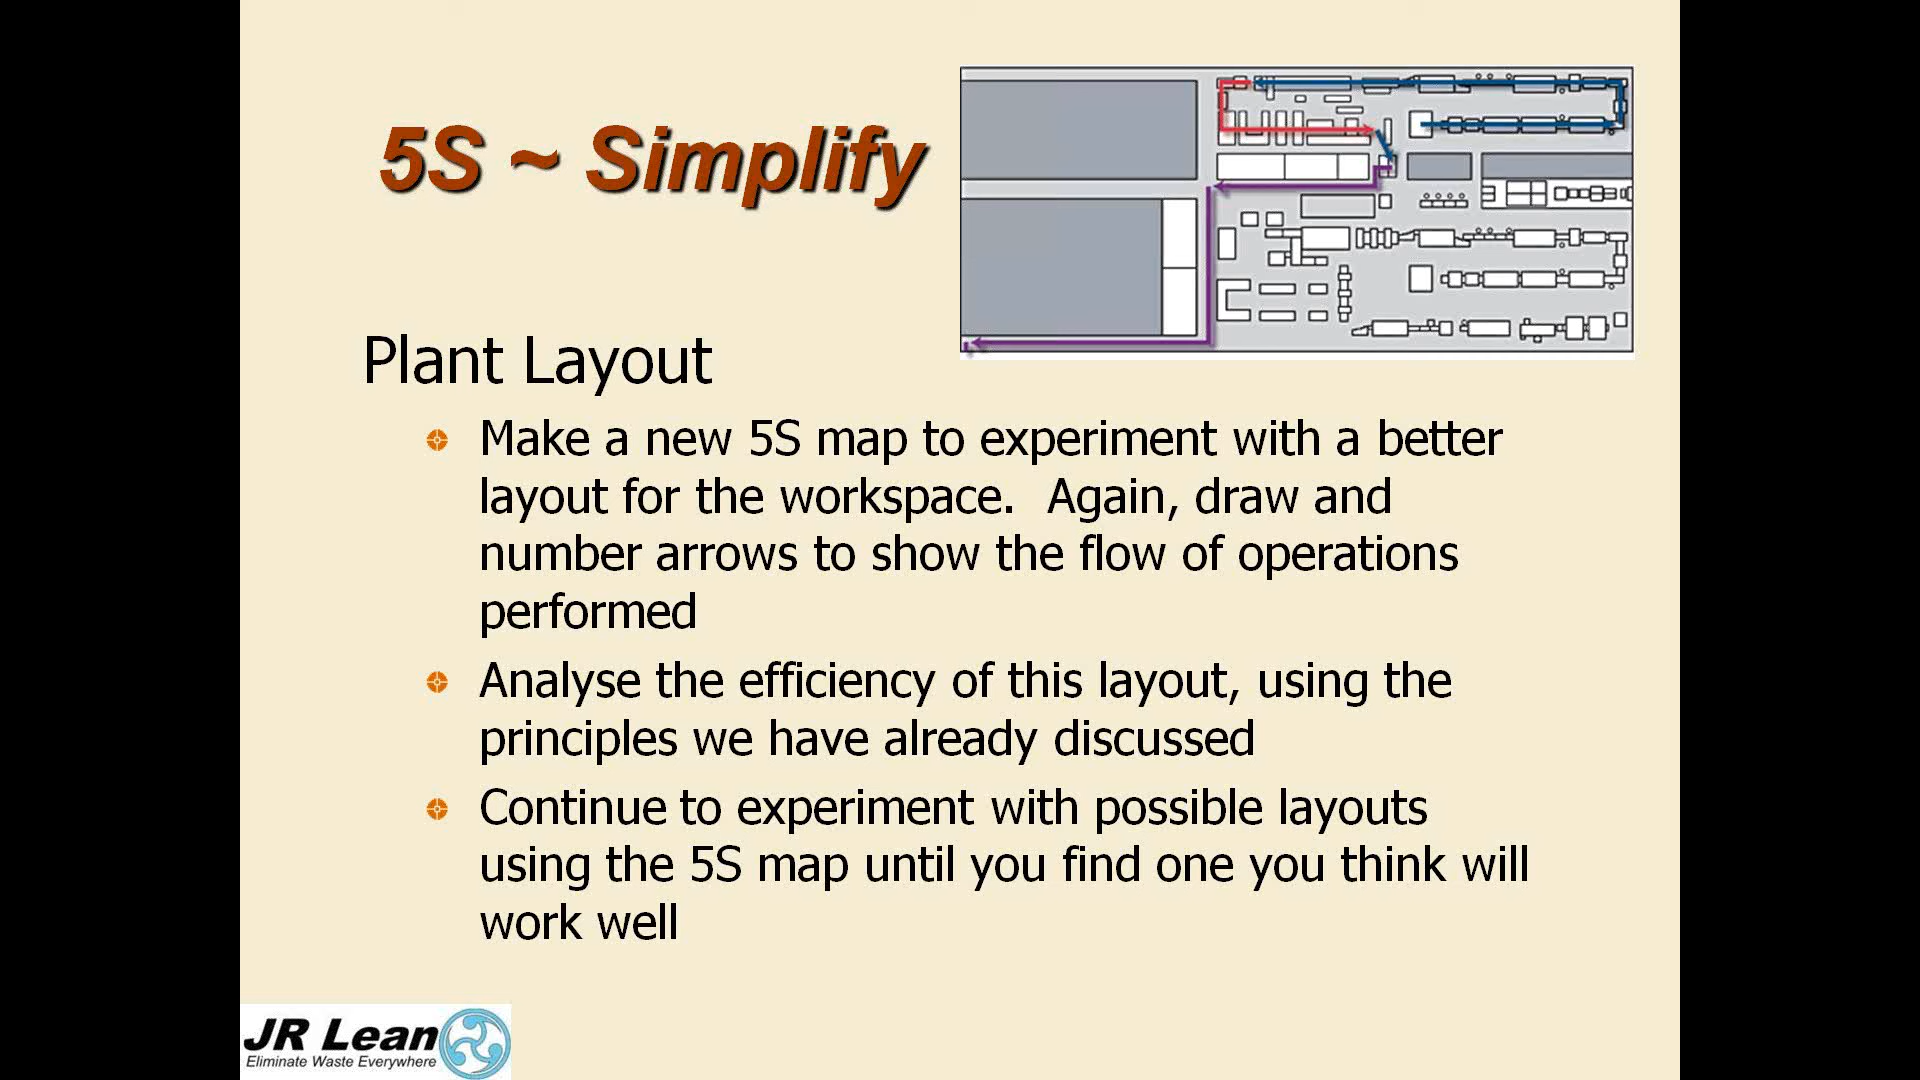 5S ~ Simplify
Plant Layout
Make a new 5S map to experiment with a better
layout for the workspace.  Again, draw and
number arrows to show the flow of operations
performed
Analyse the efficiency of this layout, using the
principles we have already discussed
Continue to experiment with possible layouts
using the 5S map until you find one you think will
work well
JR Lean
Eliminate Waste Everywhere